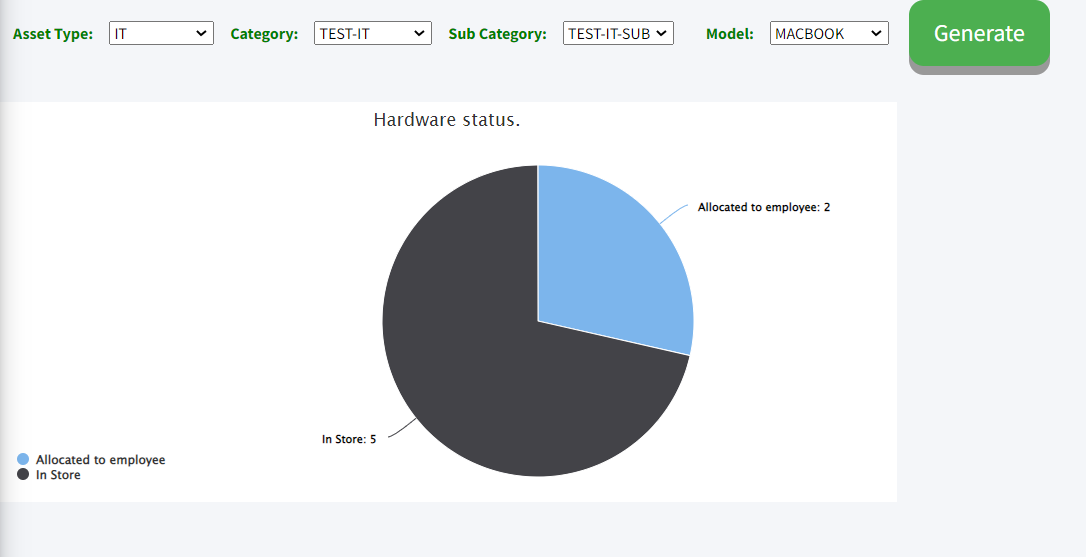 Asset Type: IT Category: TEST-IT Sub Category: TEST-IT-SUB Model: MACBOOK Generate
Hardware status.
Allocated to employee: 2
In Store: 5
Allocated to employee
In Store